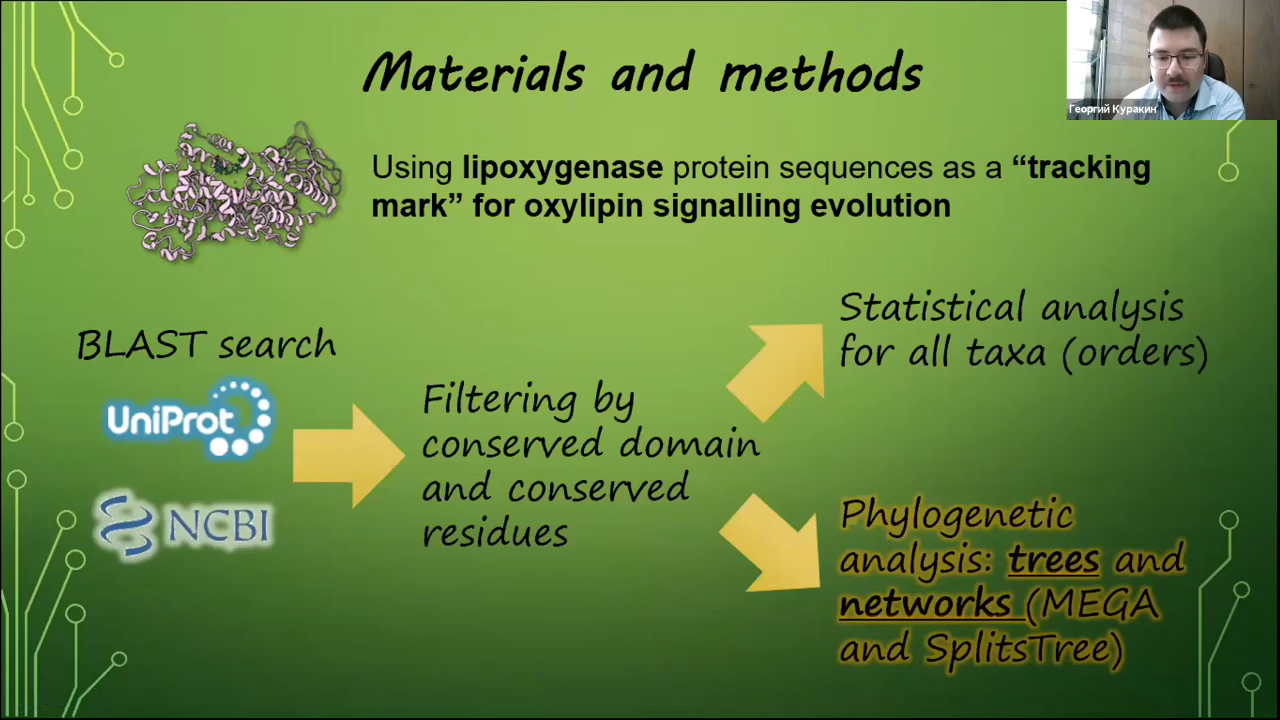 Materials and methods
Георгий Куракин
Using lipoxygenase protein sequences as a “tracking
mark” for oxylipin signalling evolution
BLAST search
UniProt
NCBI
Filtering by
conserved domain
and conserved
residues
Statistical analysis
for all taxa (orders)
Phylogenetic
analysis: trees and
networks (MEGA
and SplitsTree)